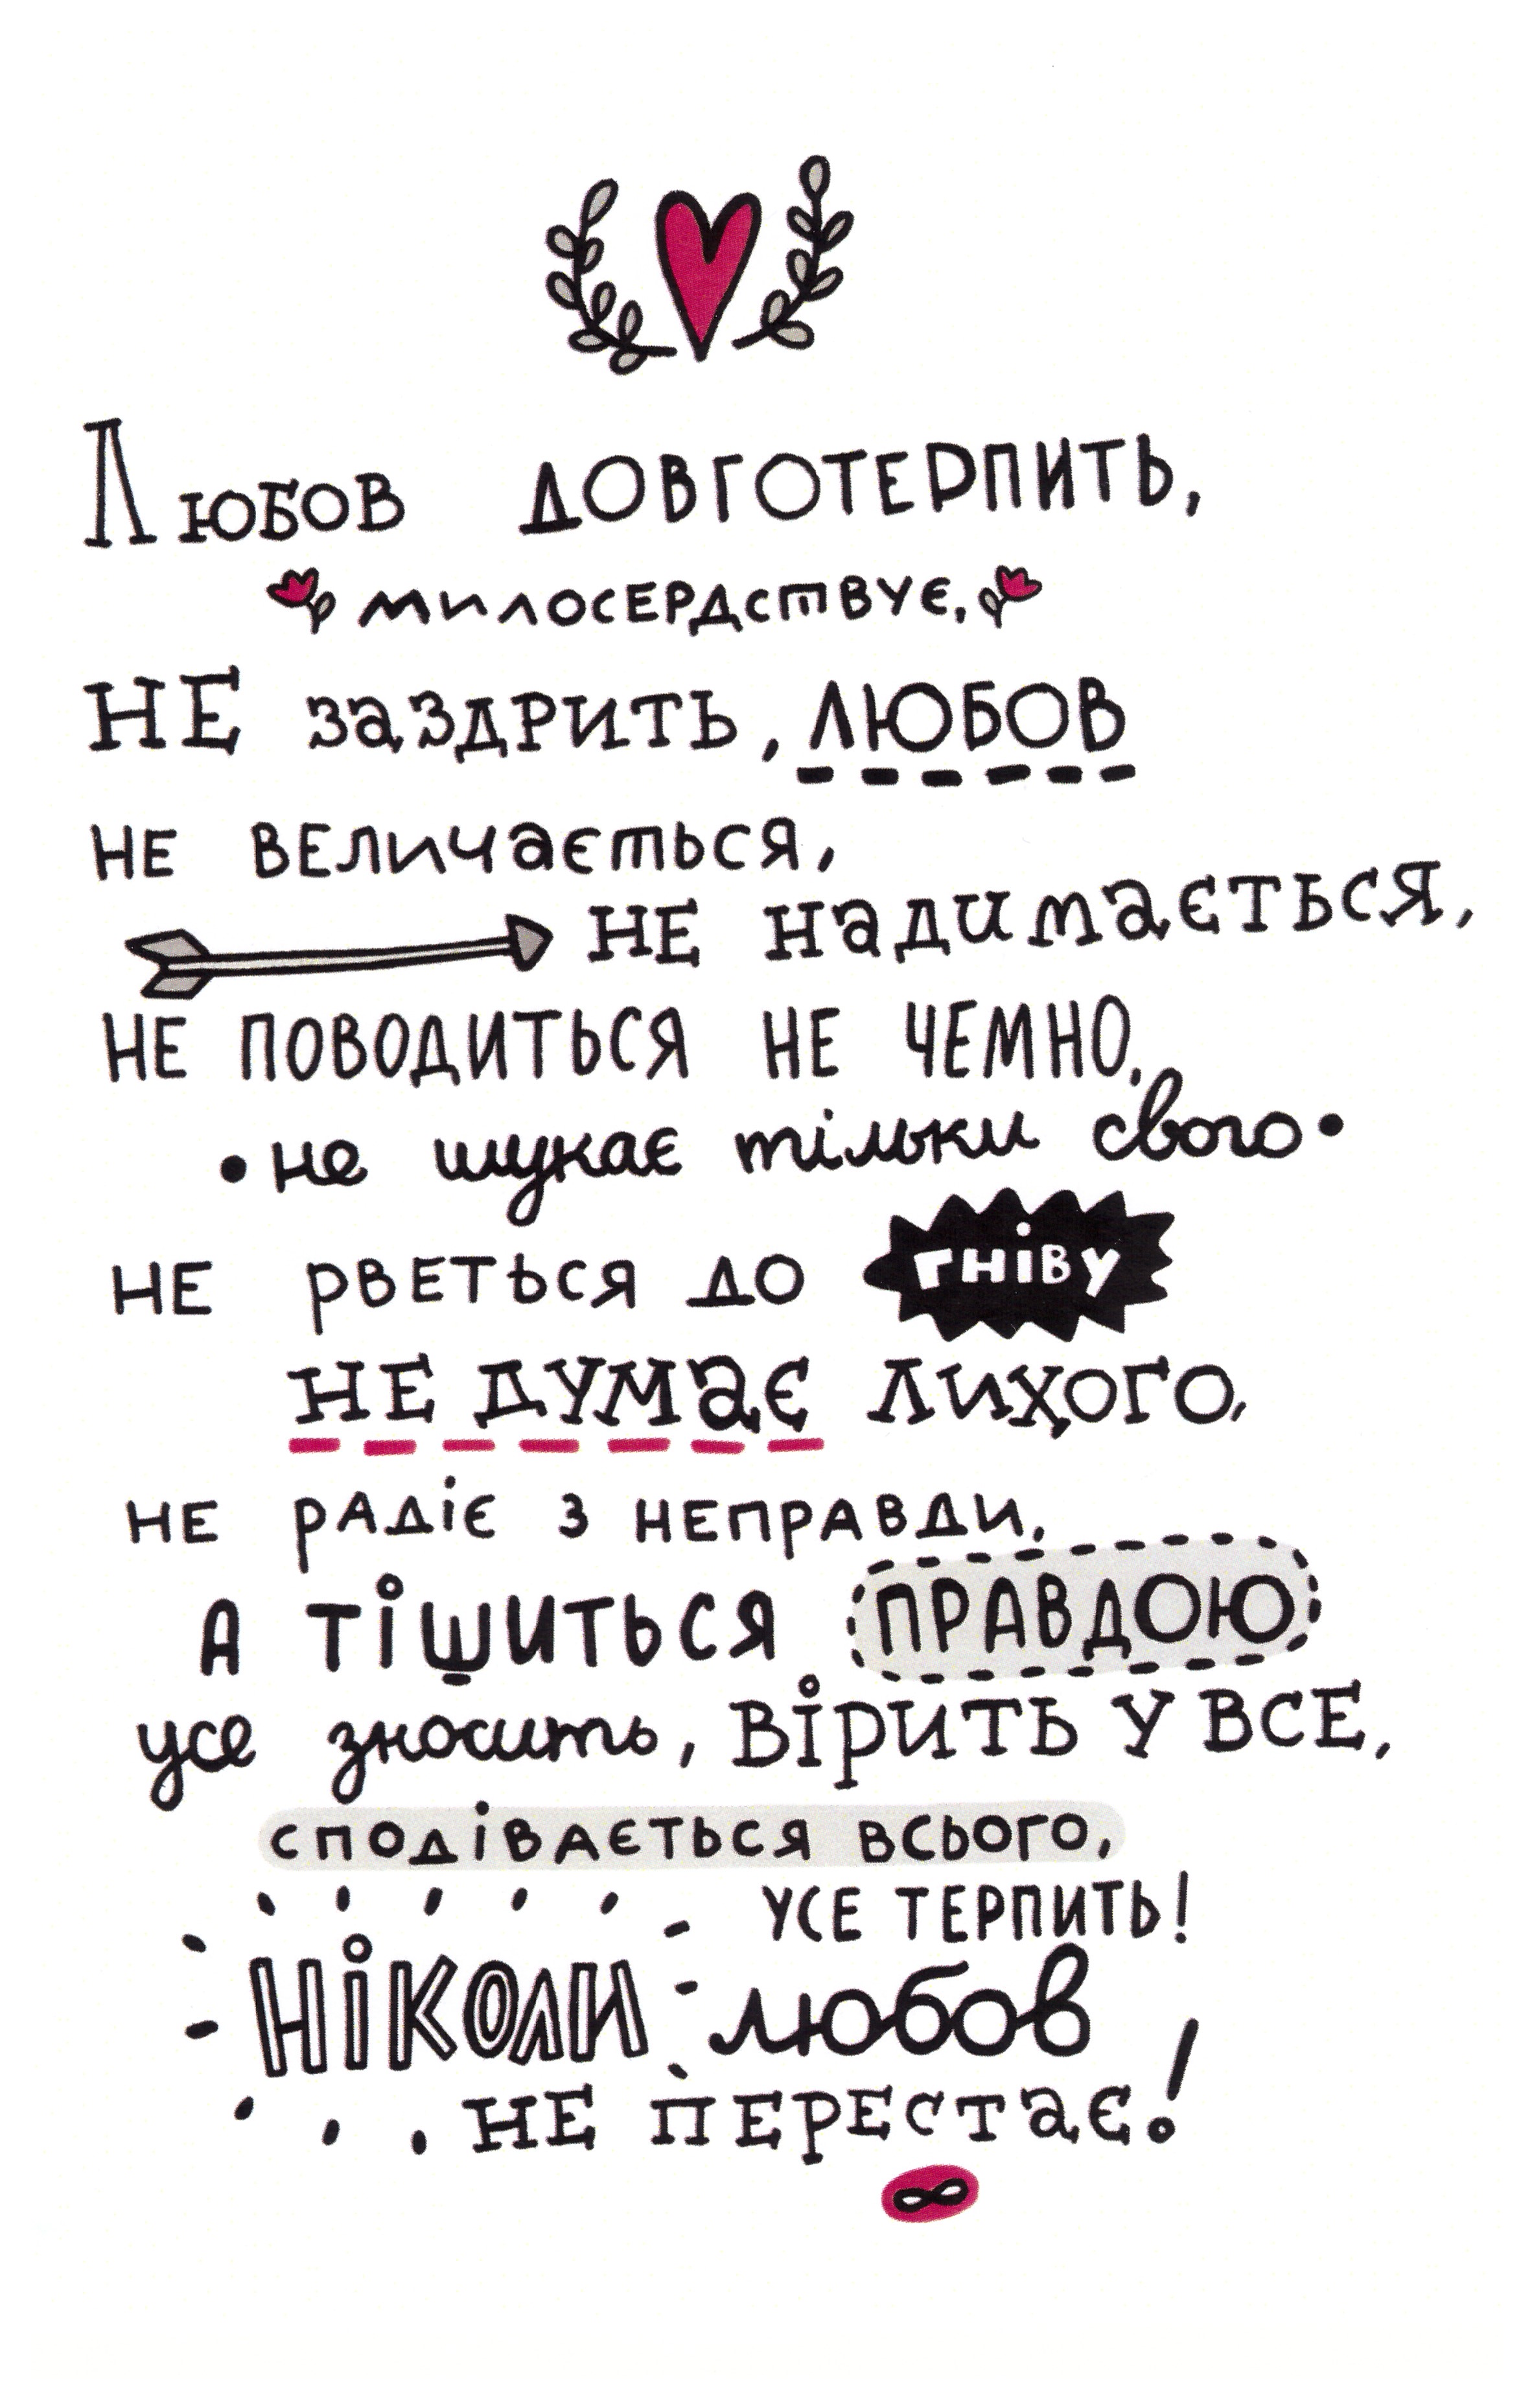 Любов довготерпить,
милосердствує,
НЕ заздрить, ЛЮБОВ
не величається,
не надимається,
НЕ ПОВОДИТЬСЯ НЕ ЧЕМНО,
• не шукає тільки свого •
НЕ РВЕТЬСЯ ДО гніву
НЕ ДУМАЄ ЛИХОГО,
НЕ РАДІЄ З НЕПРАВДИ,
А ТІШИТЬСЯ ПРАВДОЮ,
усе зносить, ВІРИТЬ У ВСЕ,
СПОДІВАЄТЬСЯ ВСЬОГО,
УСЕ ТЕРПИТЬ!
НІКОЛИ любов
НЕ ПЕРЕСТАЄ!
∞